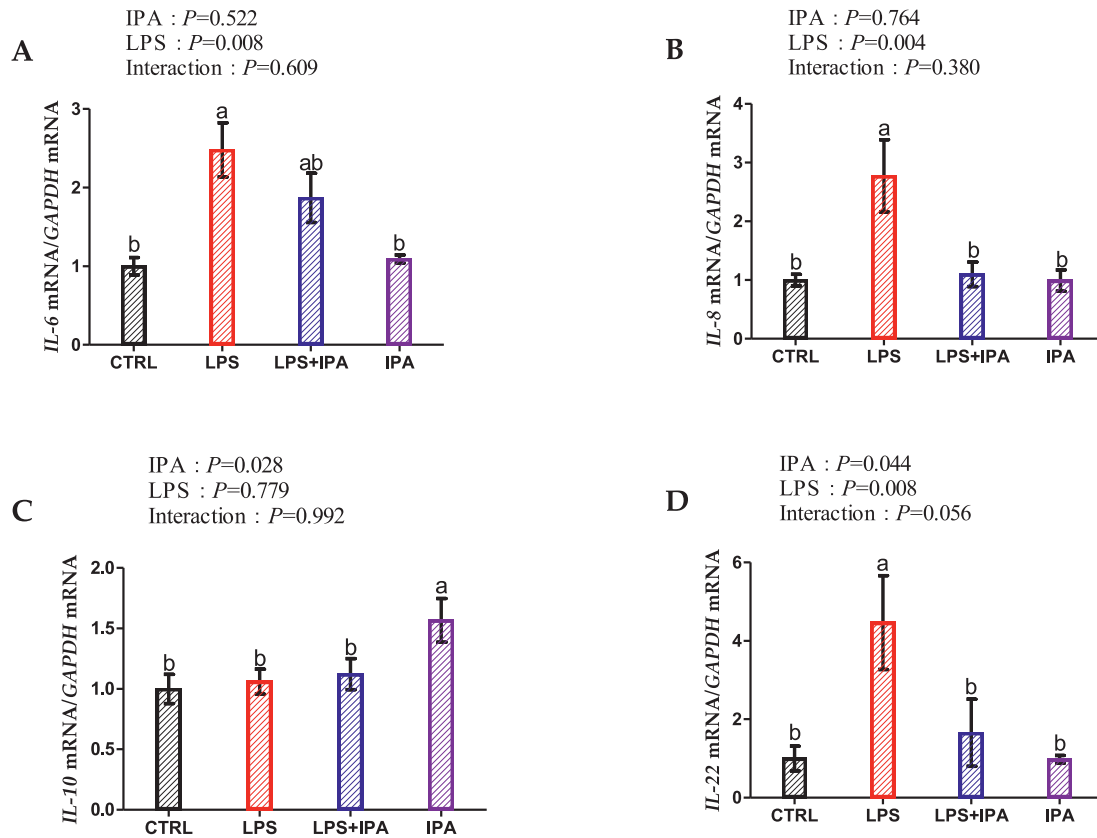 IPA : P=0.522
LPS : P=0.008
Interaction : P=0.609
A
IL-6 mRNA/GAPDH mRNA
3
2
1
0
b
a
ab
b
CTRL LPS LPS+IPA IPA
IPA : P=0.764
LPS : P=0.004
Interaction : P=0.380
B
IL-8 mRNA/GAPDH mRNA
4
3
2
1
0
b
a
b
b
CTRL LPS LPS+IPA IPA
IPA : P=0.028
LPS : P=0.779
Interaction : P=0.992
C
IL-10 mRNA/GAPDH mRNA
2.0
1.5
1.0
0.5
0.0
b
b
b
a
CTRL LPS LPS+IPA IPA
IPA : P=0.044
LPS : P=0.008
Interaction : P=0.056
D
IL-22 mRNA/GAPDH mRNA
6
4
2
0
b
a
b
b
CTRL LPS LPS+IPA IPA